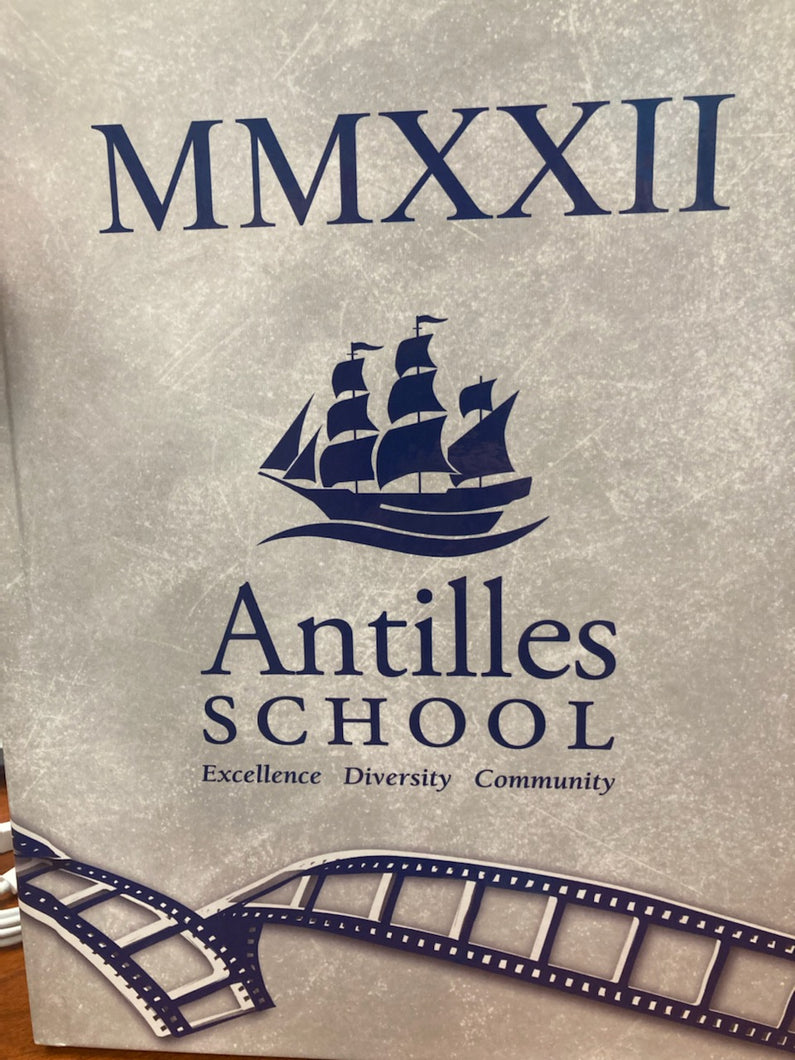 MMXXII
Antilles
SCHOOL
Excellence Diversity Community